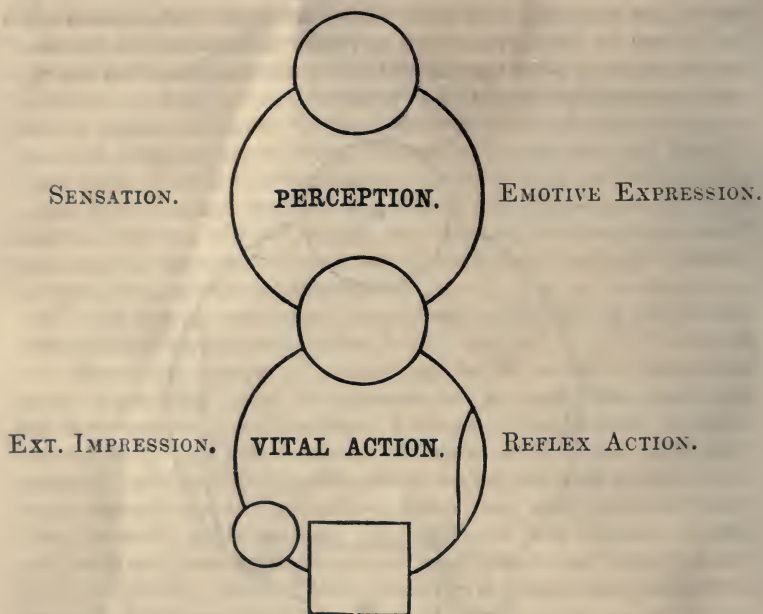 SENSATION. PERCEPTION. EMOTIVE EXPRESSION.
EXT. IMPRESSION. VITAL ACTION. REFLEX ACTION.